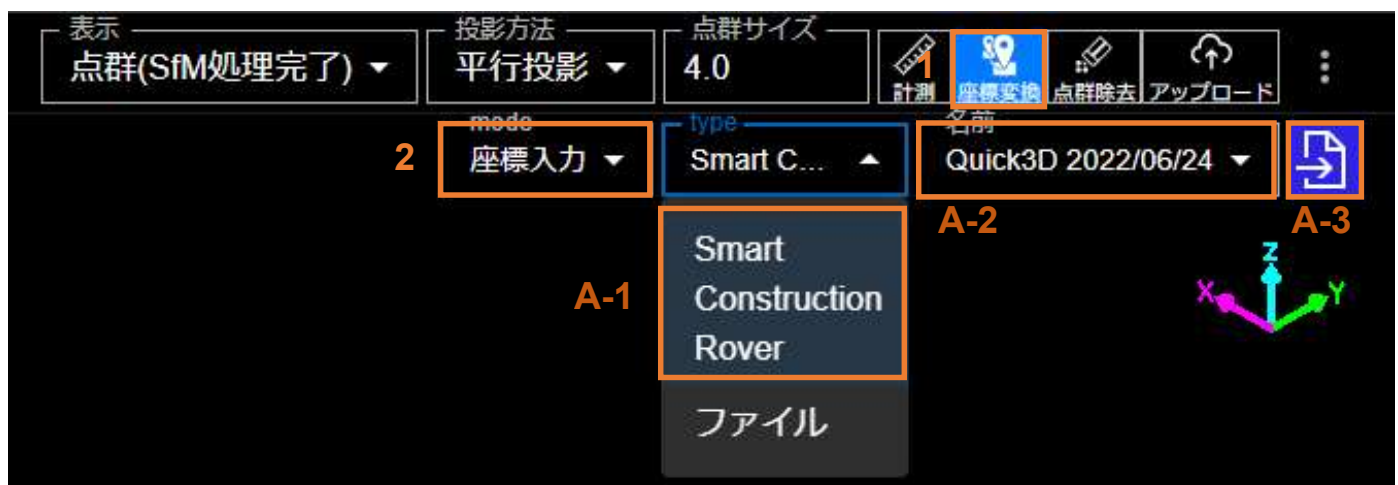 表示
点群(SfM処理完了)
投影方法
平行投影
点群サイズ
4.0
1
計測
座標変換
点群除去
アップロード
2
mode
座標入力
type
Smart C...
名前
Quick3D 2022/06/24
A-2
A-3
A-1
Smart
Construction
Rover
ファイル
Z
X
Y